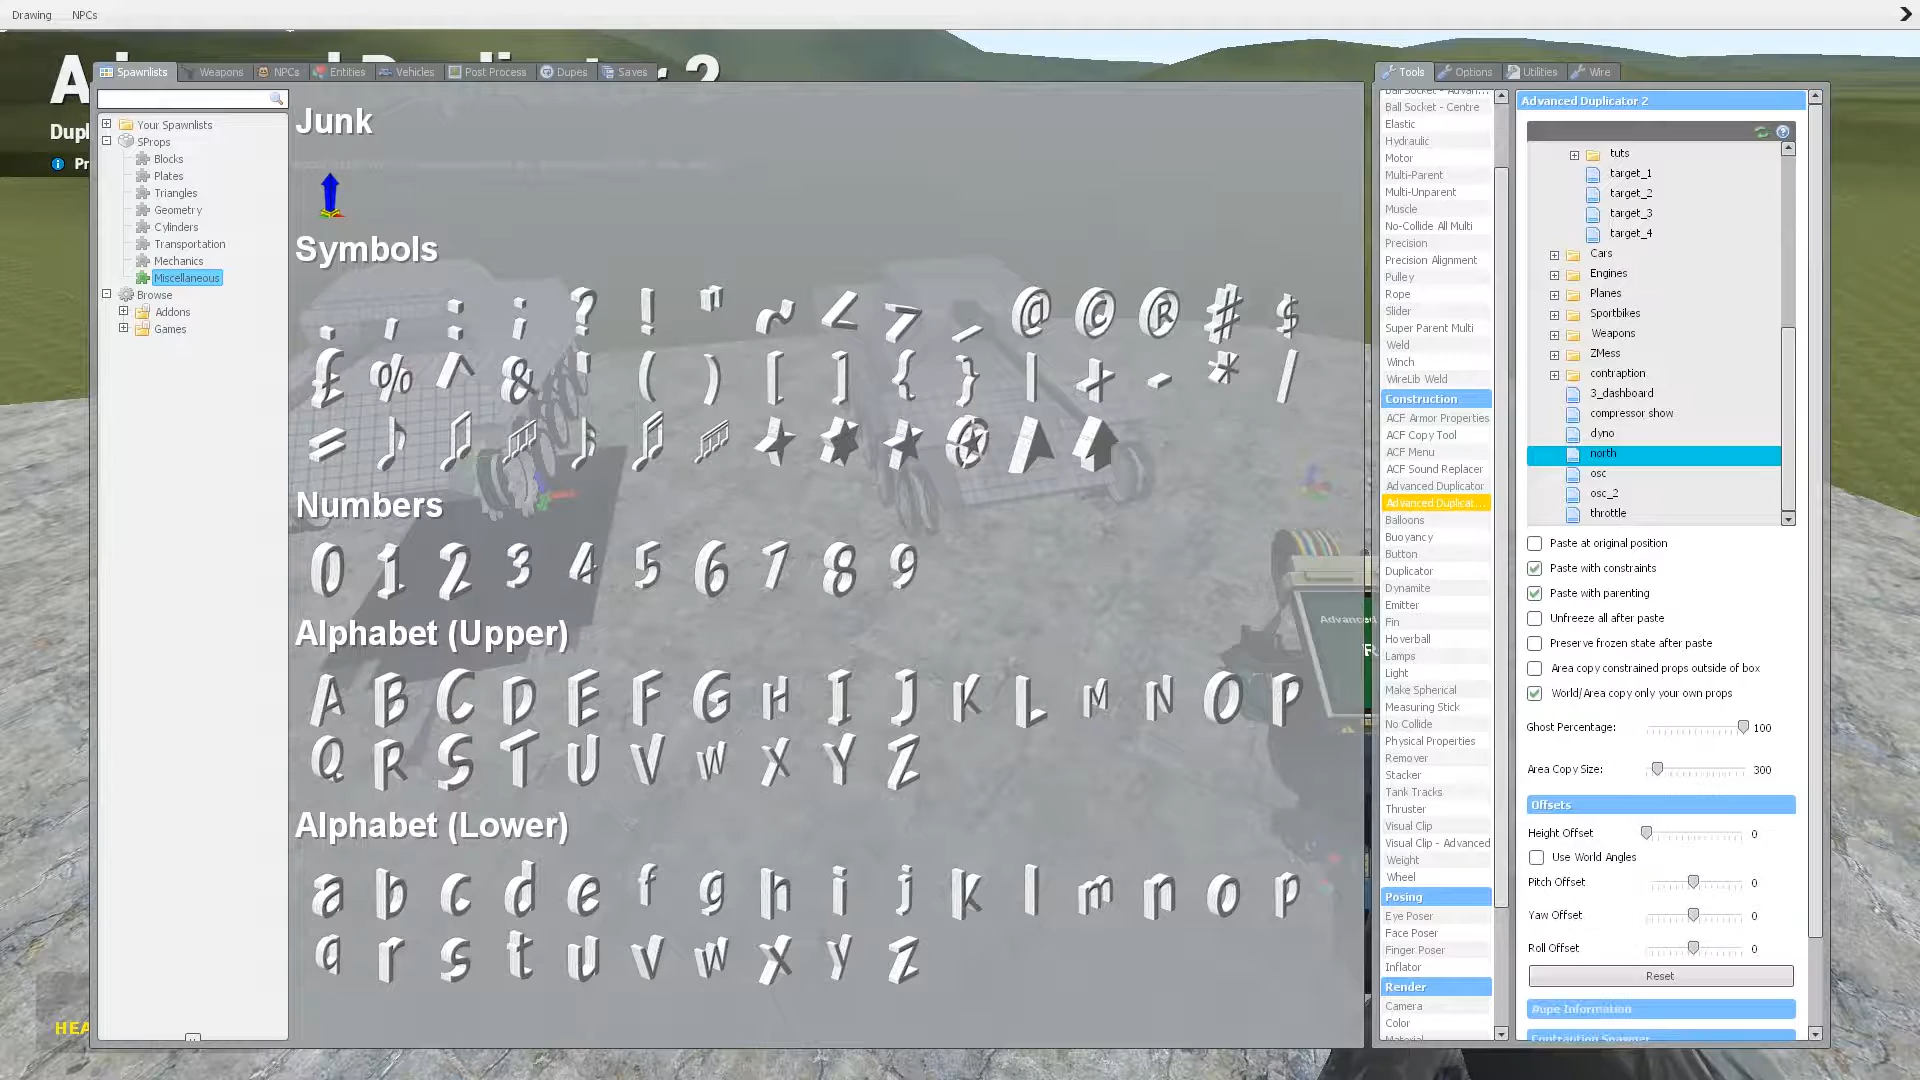 Drawing NPCs
Spawnlists Weapons NPCs Entities Vehicles Post Process Dupes Saves
Your Spawnlists
SProps
Blocks
Plates
Triangles
Geometry
Cylinders
Transportation
Mechanics
Miscellaneous
Browse
Addons
Games
Junk
Symbols
. , : ; ? ! " ~ < > _ @ © ® # $
£ % ^ & ' ( ) [ ] { } | + - * /
=
Numbers
0 1 2 3 4 5 6 7 8 9
Alphabet (Upper)
A B C D E F G H I J K L M N O P
Q R S T U V W X Y Z
Alphabet (Lower)
a b c d e f g h i j k l m n o p
q r s t u v w x y z
Tools Options Utilities Wire
Ball Socket - Centre
Elastic
Hydraulic
Motor
Multi-Parent
Multi-Unparent
Muscle
No-Collide All Multi
Precision
Precision Alignment
Pulley
Rope
Slider
Super Parent Multi
Weld
Winch
WireLib Weld
Construction
ACF Armor Properties
ACF Copy Tool
ACF Menu
ACF Sound Replacer
Advanced Duplicator
Advanced Duplicat...
Balloons
Buoyancy
Button
Duplicator
Dynamite
Emitter
Fin
Hoverball
Lamps
Light
Make Spherical
Measuring Stick
No Collide
Physical Properties
Remover
Stacker
Tank Tracks
Thruster
Visual Clip
Visual Clip - Advanced
Weight
Wheel
Posing
Eye Poser
Face Poser
Finger Poser
Inflator
Render
Camera
Color
Material
Advanced Duplicator 2
tuts
target_1
target_2
target_3
target_4
Cars
Engines
Planes
Sportbikes
Weapons
ZMess
contraption
3_dashboard
compressor show
dyno
north
osc
osc_2
throttle
Paste at original position
Paste with constraints
Paste with parenting
Unfreeze all after paste
Preserve frozen state after paste
Area copy constrained props outside of box
World/Area copy only your own props
Ghost Percentage: 100
Area Copy Size: 300
Offsets
Height Offset 0
Use World Angles
Pitch Offset 0
Yaw Offset 0
Roll Offset 0
Reset
Dupe Information
Contraption Spawner
Dupl
Pr
HEA
Advanced